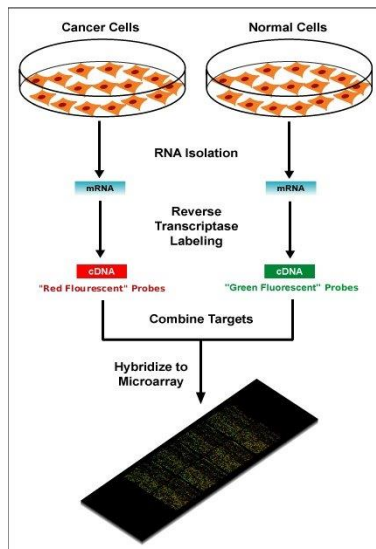 Cancer Cells
Normal Cells
RNA Isolation
mRNA
mRNA
Reverse
Transcriptase
Labeling
cDNA
cDNA
"Red Flourescent" Probes
"Green Fluorescent" Probes
Combine Targets
Hybridize to
Microarray